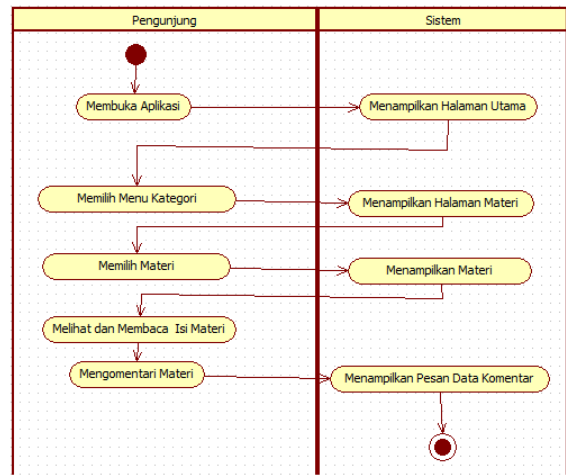 Pengunjung
Sistem
Membuka Aplikasi
Menampilkan Halaman Utama
Memilih Menu Kategori
Menampilkan Halaman Materi
Memilih Materi
Menampilkan Materi
Melihat dan Membaca Isi Materi
Mengomentari Materi
Menampilkan Pesan Data Komentar